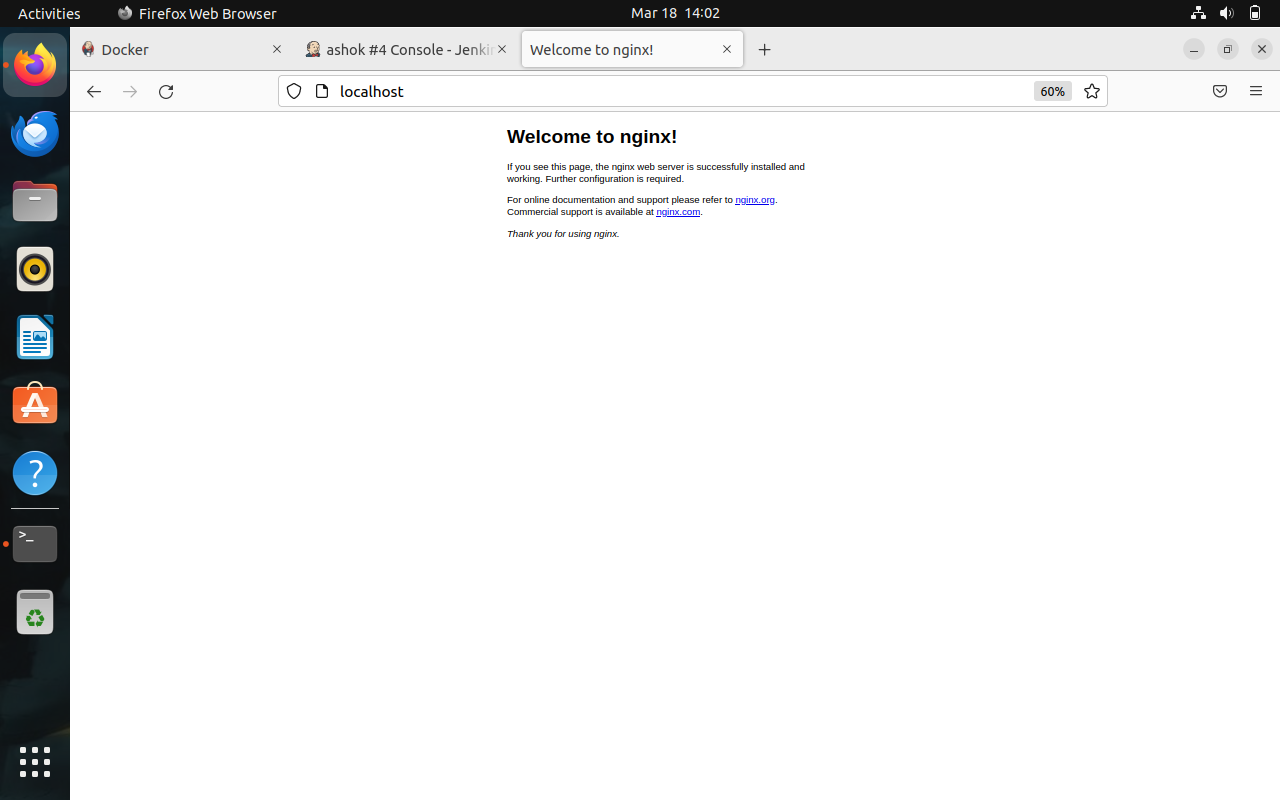 Activities
Firefox Web Browser
Mar 18 14:02
Docker
ashok #4 Console - Jenkin
Welcome to nginx!
localhost
60%
Welcome to nginx!
If you see this page, the nginx web server is successfully installed and
working. Further configuration is required.
For online documentation and support please refer to nginx.org.
Commercial support is available at nginx.com.
Thank you for using nginx.
>_